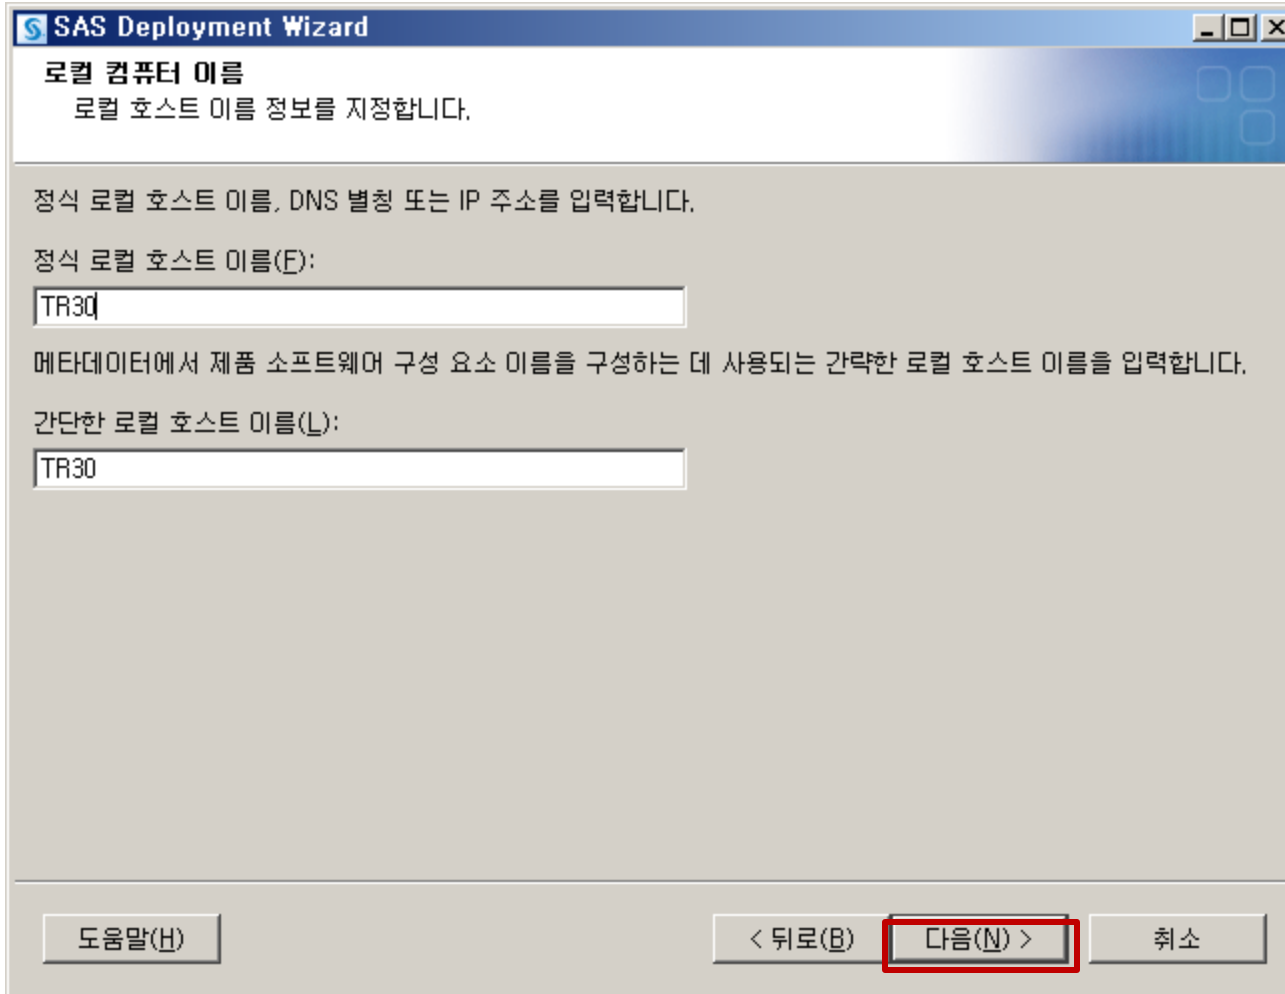 SAS Deployment Wizard
로컬 컴퓨터 이름
로컬 호스트 이름 정보를 지정합니다.
정식 로컬 호스트 이름, DNS 별칭 또는 IP 주소를 입력합니다.
정식 로컬 호스트 이름(F):
TR30
메타데이터에서 제품 소프트웨어 구성 요소 이름을 구성하는 데 사용되는 간략한 로컬 호스트 이름을 입력합니다.
간단한 로컬 호스트 이름(L):
TR30
도움말(H) < 뒤로(B) 다음(N) > 취소